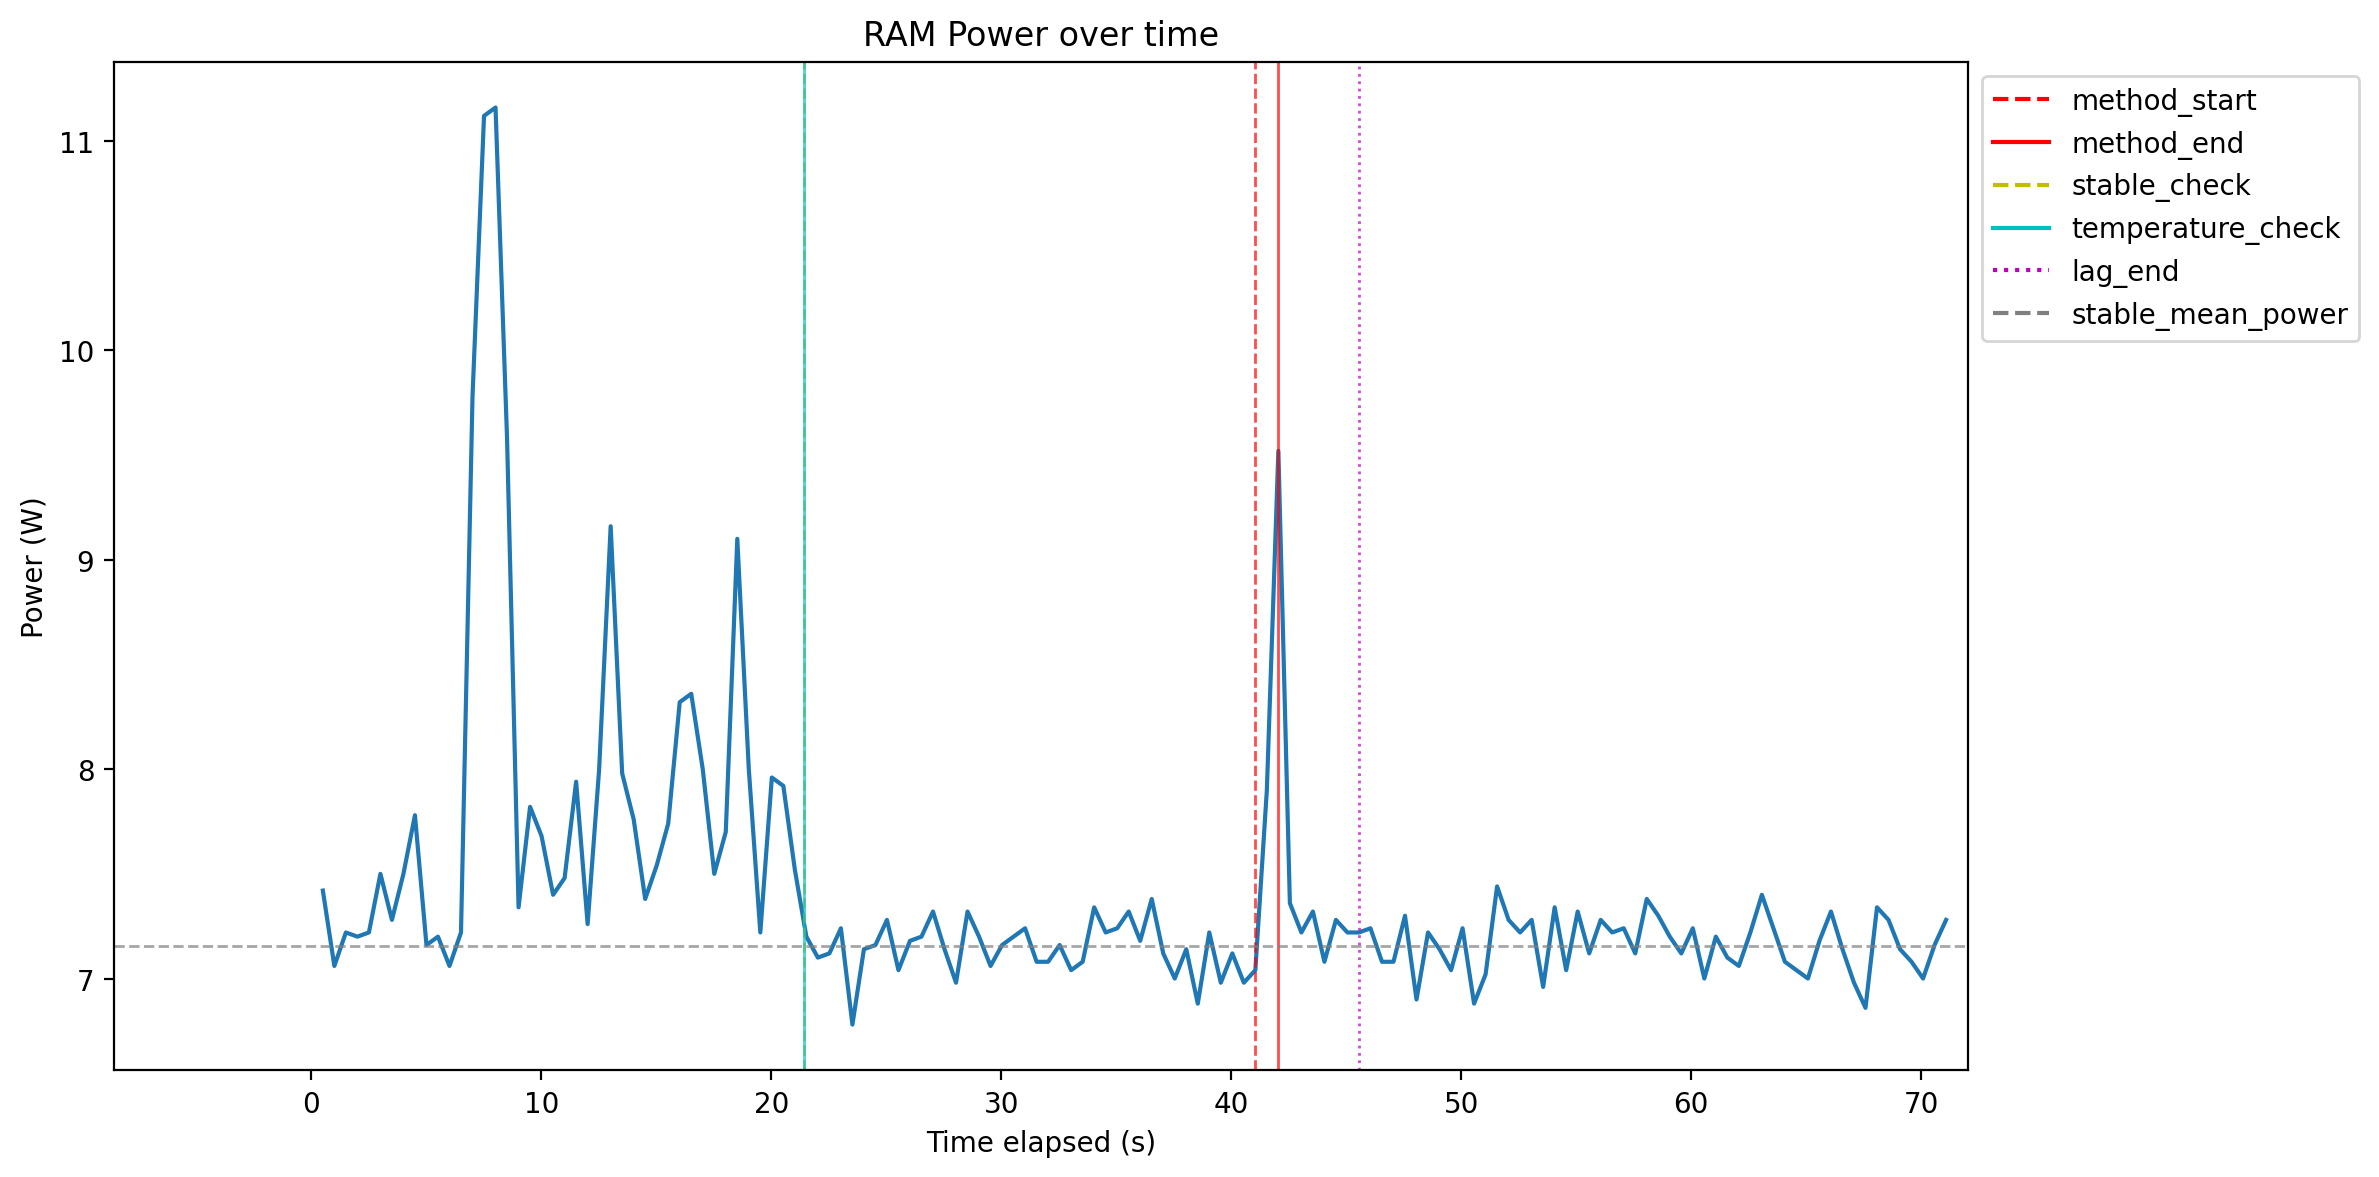 RAM Power over time
Power (W)
11
10
9
8
7
0
10
20
30
40
50
60
70
Time elapsed (s)
method_start
method_end
stable_check
temperature_check
lag_end
stable_mean_power